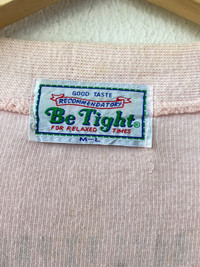 GOOD TASTE
RECOMMENDATORY
Be Tight®
FOR RELAXED TIMES
M-L